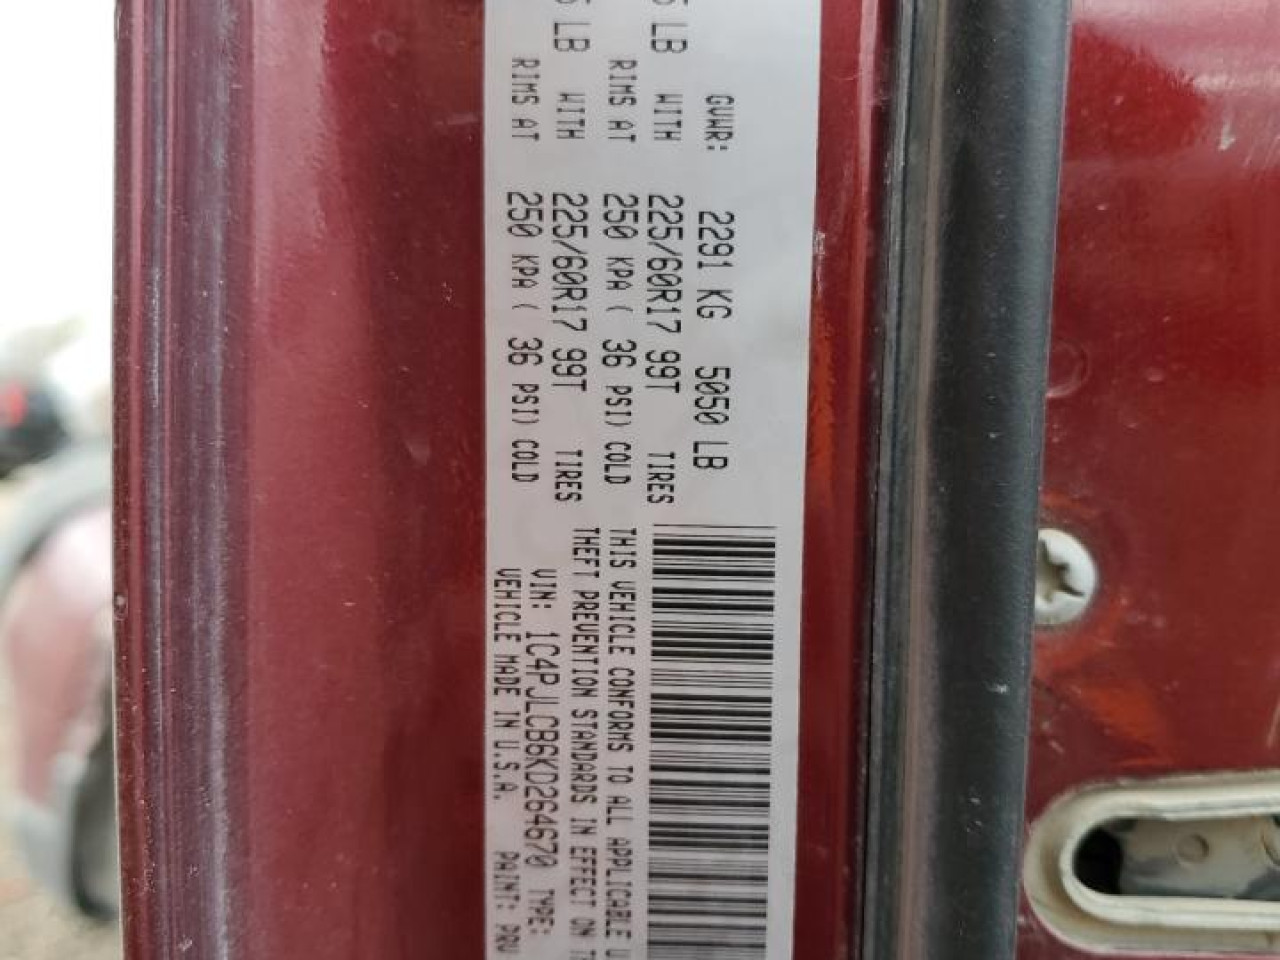 GVWR: 2291 KG 5050 LB
LB WITH 225/60R17 99T TIRES
RIMS AT 250 KPA ( 36 PSI) COLD
LB WITH 225/60R17 99T TIRES
RIMS AT 250 KPA ( 36 PSI) COLD
THIS VEHICLE CONFORMS TO ALL APPLICABLE
THEFT PREVENTION STANDARDS IN EFFECT ON
VIN: 1C4PJLCB6KD264670 TYPE:
VEHICLE MADE IN U.S.A. PAINT: PRV